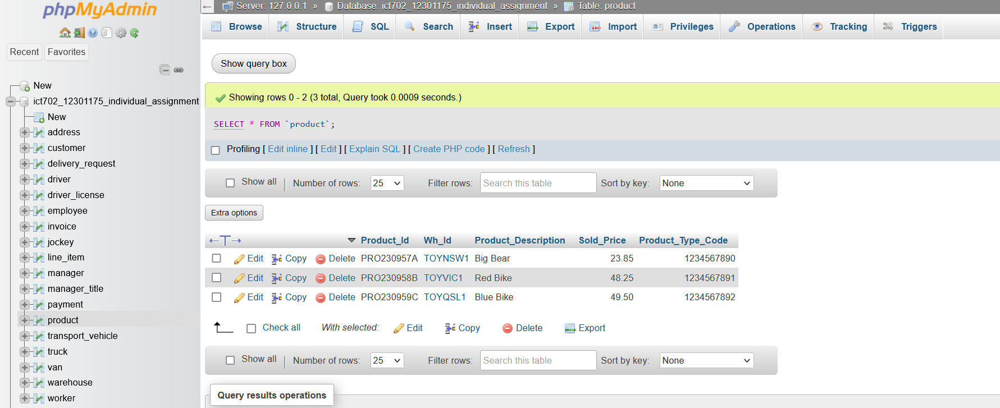 phpMyAdmin
Recent Favorites
New
ict702_12301175_individual_assignment
New
address
customer
delivery_request
driver
driver_license
employee
invoice
jockey
line_item
manager
manager_title
payment
product
transport_vehicle
truck
van
warehouse
worker
Server: 127.0.0.1 » Database: ict702_12301175_individual_assignment » Table: product
Browse Structure SQL Search Insert Export Import Privileges Operations Tracking Triggers
Show query box
Showing rows 0 - 2 (3 total, Query took 0.0009 seconds.)
SELECT * FROM `product`;
Profiling [ Edit inline ] [ Edit ] [ Explain SQL ] [ Create PHP code ] [ Refresh ]
Show all | Number of rows: 25 Filter rows: Search this table Sort by key: None
Extra options
←T→ Product_Id Wh_Id Product_Description Sold_Price Product_Type_Code
Edit Copy Delete PRO230957A TOYNSW1 Big Bear 23.85 1234567890
Edit Copy Delete PRO230958B TOYVIC1 Red Bike 48.25 1234567891
Edit Copy Delete PRO230959C TOYQSL1 Blue Bike 49.50 1234567892
Check all With selected: Edit Copy Delete Export
Show all | Number of rows: 25 Filter rows: Search this table Sort by key: None
Query results operations